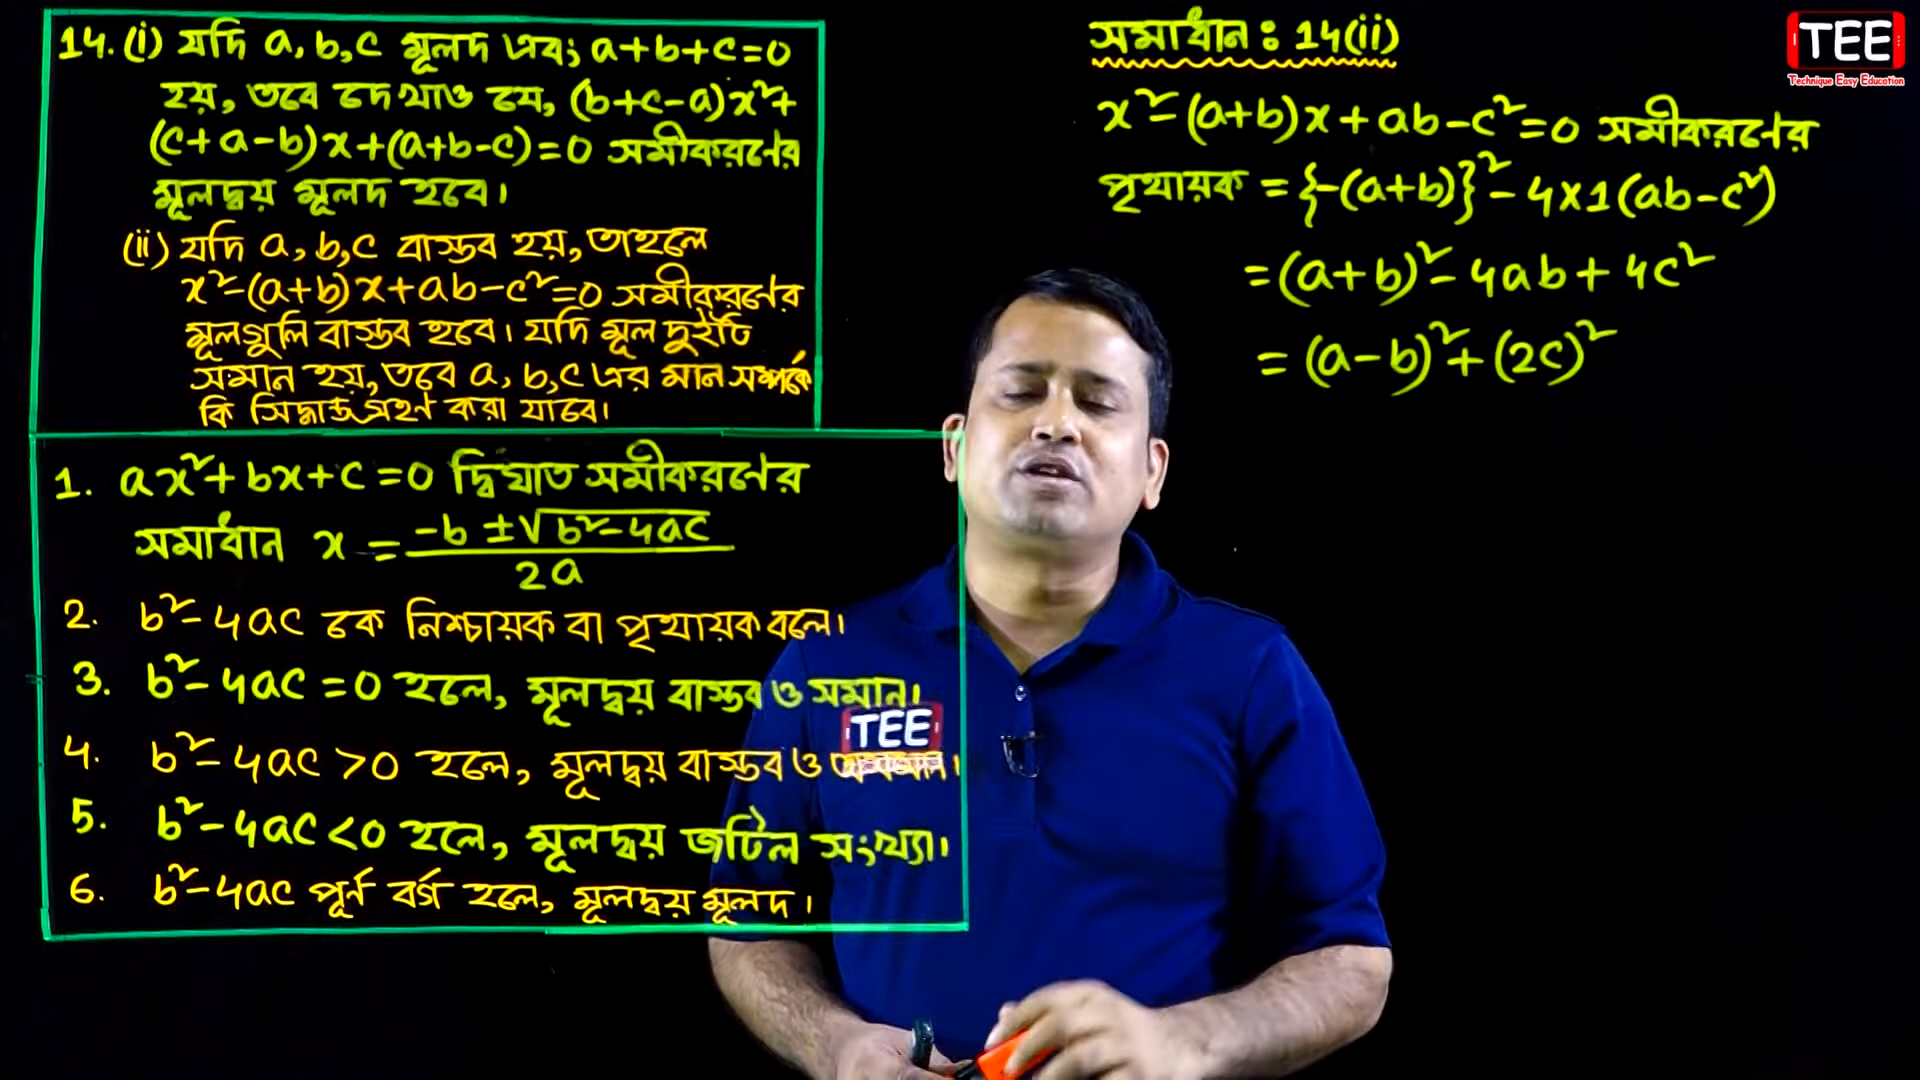 14. (i) যদি a, b, c মূলদ এবং a+b+c=0
হয়, তবে দেখাও যে, (b+c-a)x²+
(c+a-b)x+(a+b-c)=0 সমীকরণের
মূলদ্বয় মূলদ হবে।
(ii) যদি a, b, c বাস্তব হয়, তাহলে
x²-(a+b)x+ab-c²=0 সমীকরণের
মূলগুলি বাস্তব হবে। যদি মূল দুইটি
সমান হয়, তবে a, b, c এর মান সম্পর্কে
কি সিদ্ধান্ত গ্রহণ করা যাবে।
1. ax²+bx+c=0 দ্বিঘাত সমীকরণের
সমাধান x = (-b ±√(b²-4ac))/2a
2. b²-4ac কে নিশ্চায়ক বা পৃথায়ক বলে।
3. b²-4ac=0 হলে, মূলদ্বয় বাস্তব ও সমান।
TEE
4. b²-4ac>0 হলে, মূলদ্বয় বাস্তব ও
5. b²-4ac<0 হলে, মূলদ্বয় জটিল সংখ্যা।
6. b²-4ac পূর্ন বর্গ হলে, মূলদ্বয় মূলদ।
সমাধান: 14(ii)
x²-(a+b)x+ab-c²=0 সমীকরণের
পৃথায়ক = {-(a+b)}²-4×1(ab-c²)
= (a+b)²-4ab+4c²
= (a-b)²+(2c)²
TEE
Technique Easy Education